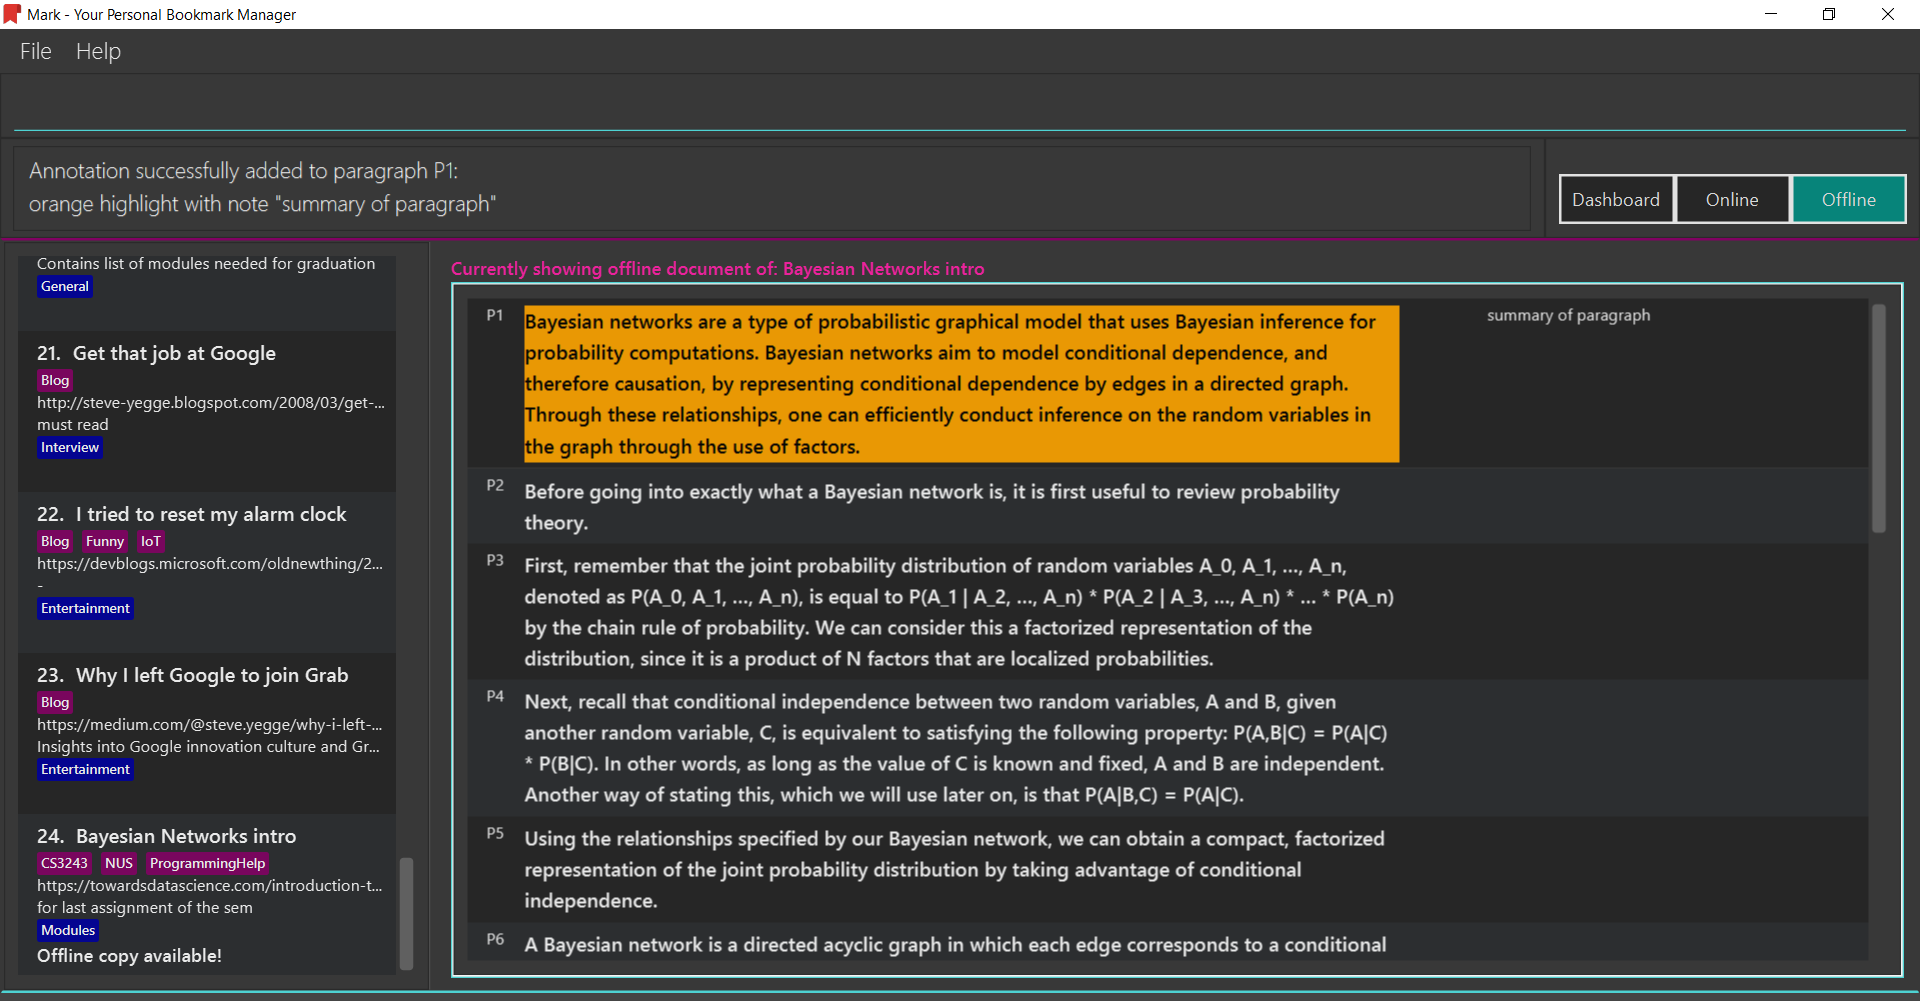 Mark - Your Personal Bookmark Manager
File Help
Annotation successfully added to paragraph P1:
orange highlight with note "summary of paragraph"
Dashboard Online Offline
Contains list of modules needed for graduation
General
21. Get that job at Google
Blog
http://steve-yegge.blogspot.com/2008/03/get-...
must read
Interview
22. I tried to reset my alarm clock
Blog Funny IoT
https://devblogs.microsoft.com/oldnewthing/2...
-
Entertainment
23. Why I left Google to join Grab
Blog
https://medium.com/@steve.yegge/why-i-left-...
Insights into Google innovation culture and Gr...
Entertainment
24. Bayesian Networks intro
CS3243 NUS ProgrammingHelp
https://towardsdatascience.com/introduction-t...
for last assignment of the sem
Modules
Offline copy available!
Currently showing offline document of: Bayesian Networks intro
P1 Bayesian networks are a type of probabilistic graphical model that uses Bayesian inference for summary of paragraph
probability computations. Bayesian networks aim to model conditional dependence, and
therefore causation, by representing conditional dependence by edges in a directed graph.
Through these relationships, one can efficiently conduct inference on the random variables in
the graph through the use of factors.
P2 Before going into exactly what a Bayesian network is, it is first useful to review probability
theory.
P3 First, remember that the joint probability distribution of random variables A_0, A_1, ..., A_n,
denoted as P(A_0, A_1, ..., A_n), is equal to P(A_1 | A_2, ..., A_n) * P(A_2 | A_3, ..., A_n) * ... * P(A_n)
by the chain rule of probability. We can consider this a factorized representation of the
distribution, since it is a product of N factors that are localized probabilities.
P4 Next, recall that conditional independence between two random variables, A and B, given
another random variable, C, is equivalent to satisfying the following property: P(A,B|C) = P(A|C)
* P(B|C). In other words, as long as the value of C is known and fixed, A and B are independent.
Another way of stating this, which we will use later on, is that P(A|B,C) = P(A|C).
P5 Using the relationships specified by our Bayesian network, we can obtain a compact, factorized
representation of the joint probability distribution by taking advantage of conditional
independence.
P6 A Bayesian network is a directed acyclic graph in which each edge corresponds to a conditional